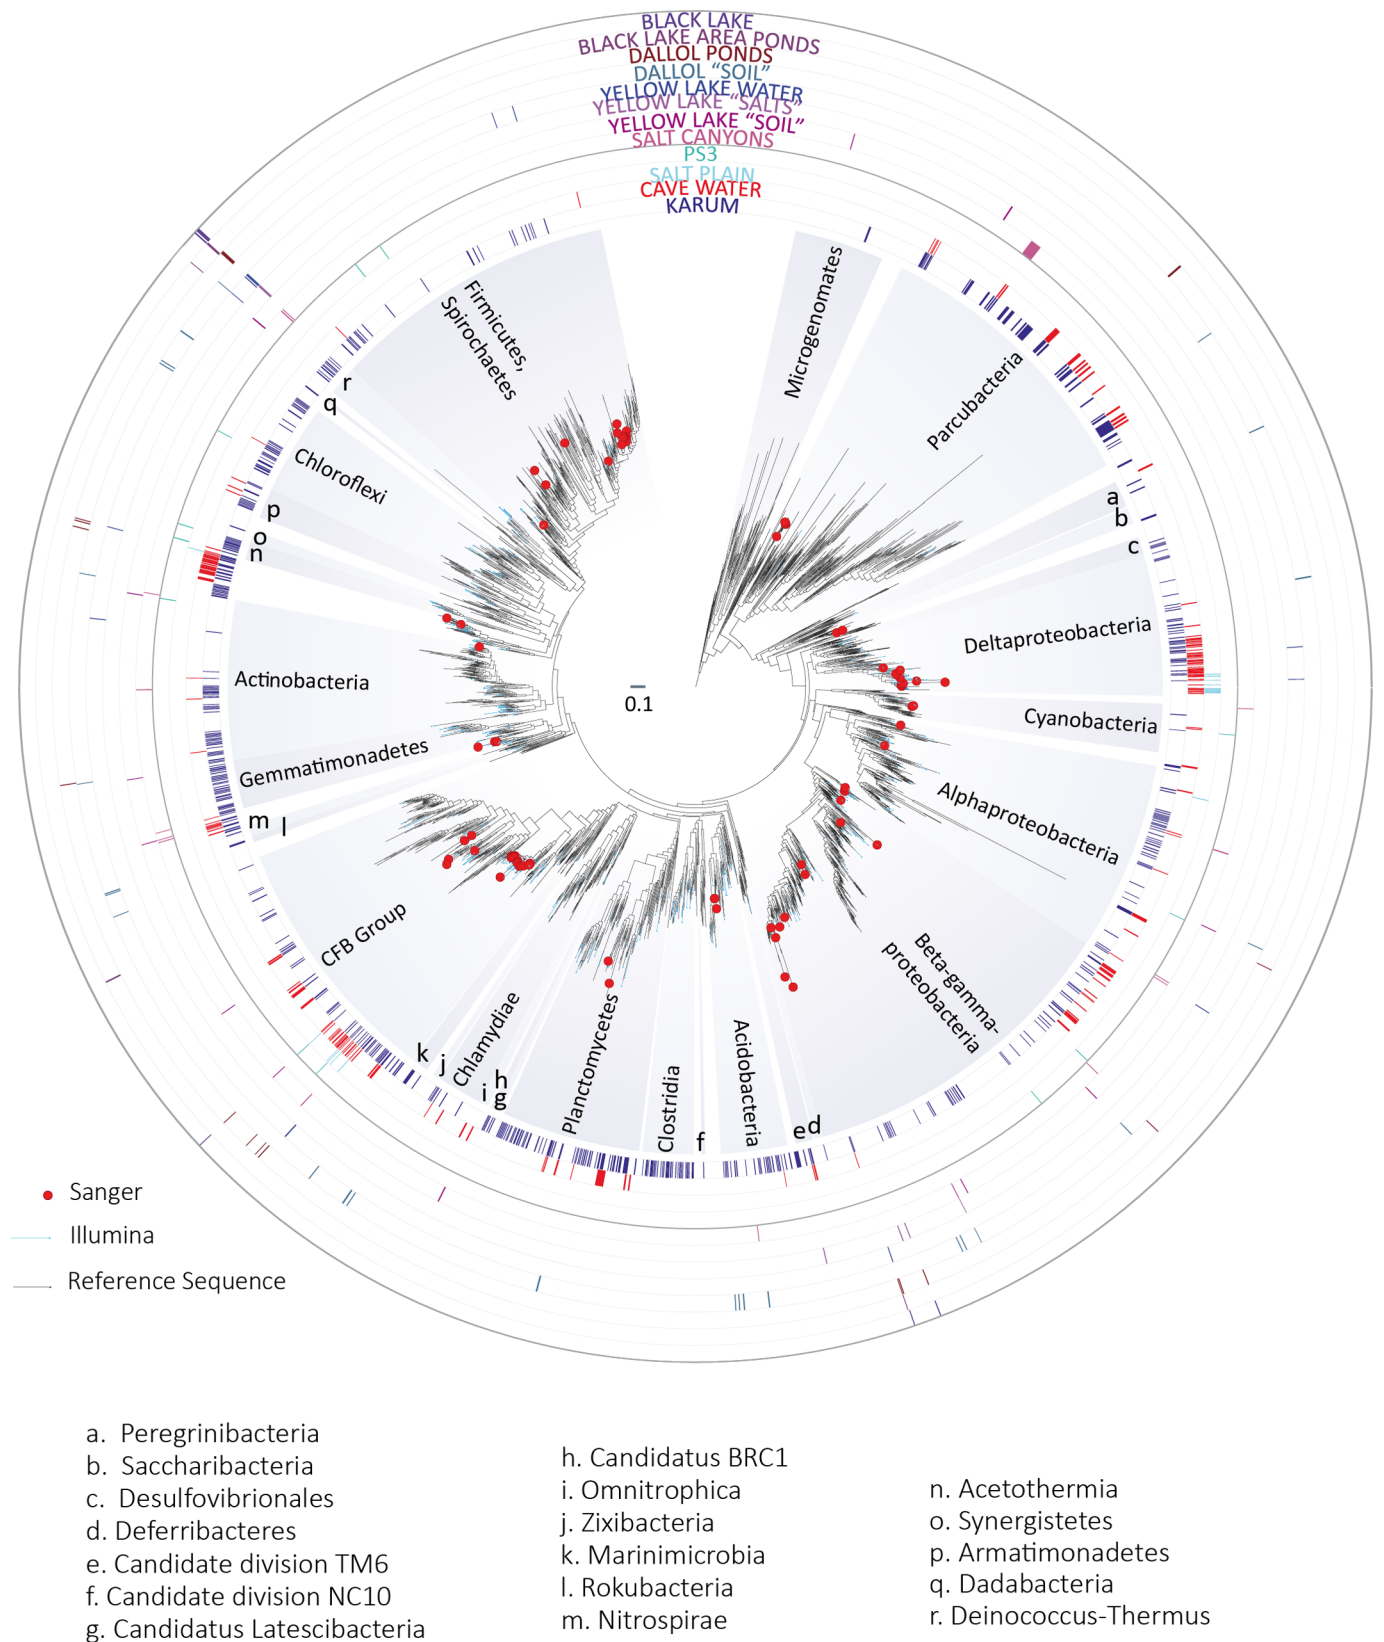 BLACK LAKE
BLACK LAKE AREA PONDS
DALLOL PONDS
DALLOL “SOIL”
YELLOW LAKE WATER
YELLOW LAKE “SALTS”
YELLOW LAKE “SOIL”
SALT CANYONS
PS3
SALT PLAIN
CAVE WATER
KARUM
Microgenomates
Parcubacteria
a
b
c
Deltaproteobacteria
Cyanobacteria
Alphaproteobacteria
Beta-gamma-
proteobacteria
d
e
Acidobacteria
f
Clostridia
Planctomycetes
g
h
i
Chlamydiae
j
k
CFB Group
l
m
Gemmatimonadetes
Actinobacteria
n
o
p
Chloroflexi
q
r
Firmicutes,
Spirochaetes
0.1
Sanger
Illumina
Reference Sequence
a. Peregrinibacteria
b. Saccharibacteria
c. Desulfovibrionales
d. Deferribacteres
e. Candidate division TM6
f. Candidate division NC10
g. Candidatus Latescibacteria
h. Candidatus BRC1
i. Omnitrophica
j. Zixibacteria
k. Marinimicrobia
l. Rokubacteria
m. Nitrospirae
n. Acetothermia
o. Synergistetes
p. Armatimonadetes
q. Dadabacteria
r. Deinococcus-Thermus